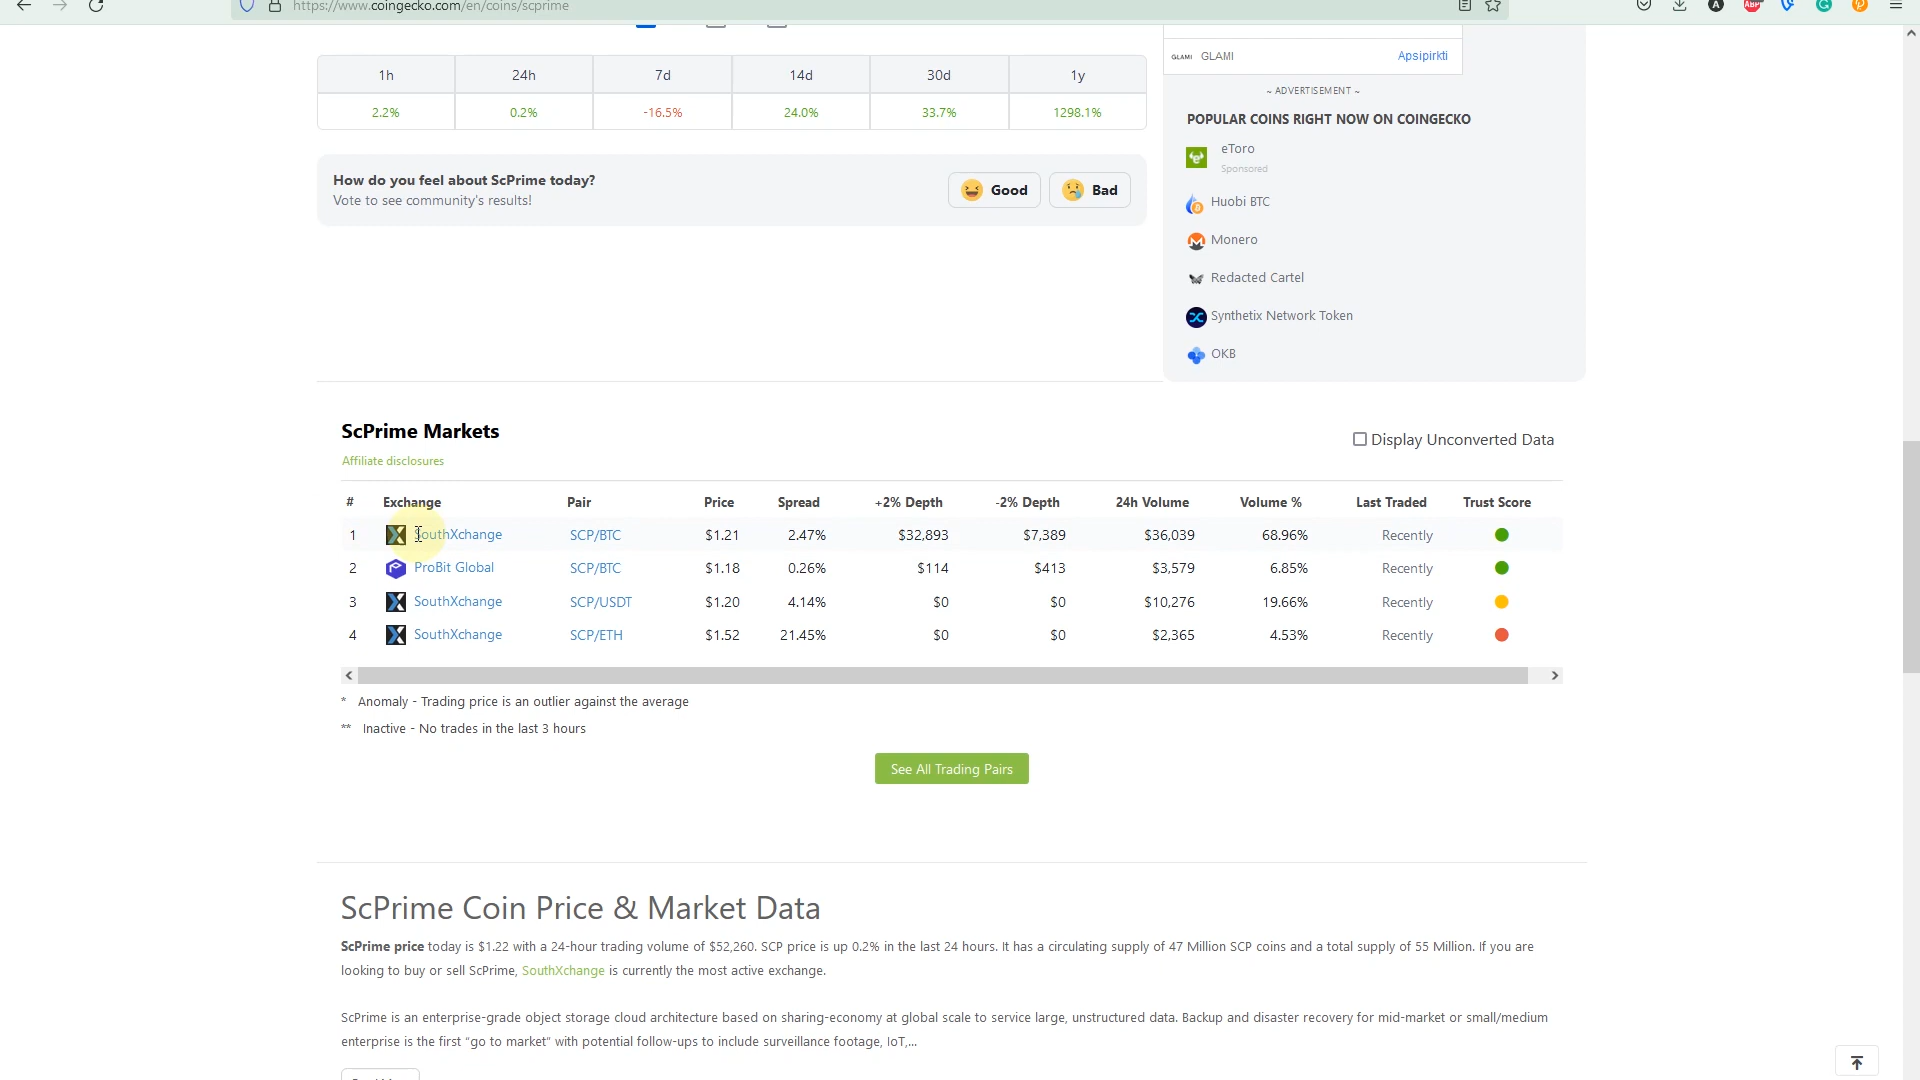 https://www.coingecko.com/en/coins/scprime
GLAMI GLAMI Apsipirkti
~ ADVERTISEMENT ~
1h 24h 7d 14d 30d 1y
2.2% 0.2% -16.5% 24.0% 33.7% 1298.1%
How do you feel about ScPrime today?
Vote to see community's results!
Good Bad
POPULAR COINS RIGHT NOW ON COINGECKO
eToro
Sponsored
Huobi BTC
Monero
Redacted Cartel
Synthetix Network Token
OKB
ScPrime Markets
Display Unconverted Data
Affiliate disclosures
# Exchange Pair Price Spread +2% Depth -2% Depth 24h Volume Volume % Last Traded Trust Score
1 SouthXchange SCP/BTC $1.21 2.47% $32,893 $7,389 $36,039 68.96% Recently
2 ProBit Global SCP/BTC $1.18 0.26% $114 $413 $3,579 6.85% Recently
3 SouthXchange SCP/USDT $1.20 4.14% $0 $0 $10,276 19.66% Recently
4 SouthXchange SCP/ETH $1.52 21.45% $0 $0 $2,365 4.53% Recently
* Anomaly - Trading price is an outlier against the average
** Inactive - No trades in the last 3 hours
See All Trading Pairs
ScPrime Coin Price & Market Data
ScPrime price today is $1.22 with a 24-hour trading volume of $52,260. SCP price is up 0.2% in the last 24 hours. It has a circulating supply of 47 Million SCP coins and a total supply of 55 Million. If you are
looking to buy or sell ScPrime, SouthXchange is currently the most active exchange.
ScPrime is an enterprise-grade object storage cloud architecture based on sharing-economy at global scale to service large, unstructured data. Backup and disaster recovery for mid-market or small/medium
enterprise is the first “go to market” with potential follow-ups to include surveillance footage, IoT,...